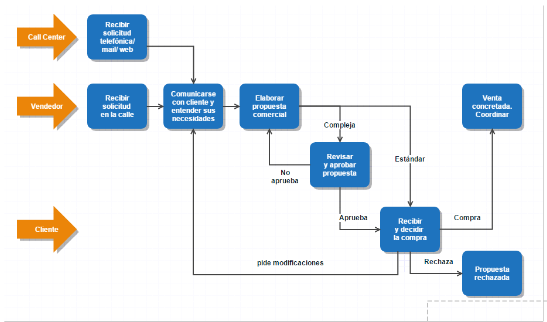 Call Center
Recibir
solicitud
telefónica/
mail/ web
Vendedor
Recibir
solicitud
en la calle
Comunicarse
con cliente y
entender sus
necesidades
Elaborar
propuesta
comercial
Venta
concretada.
Coordinar
Compleja
Revisar
y aprobar
propuesta
No
aprueba
Estándar
Cliente
Aprueba
Recibir
y decidir
la compra
Compra
pide modificaciones
Rechaza
Propuesta
rechazada